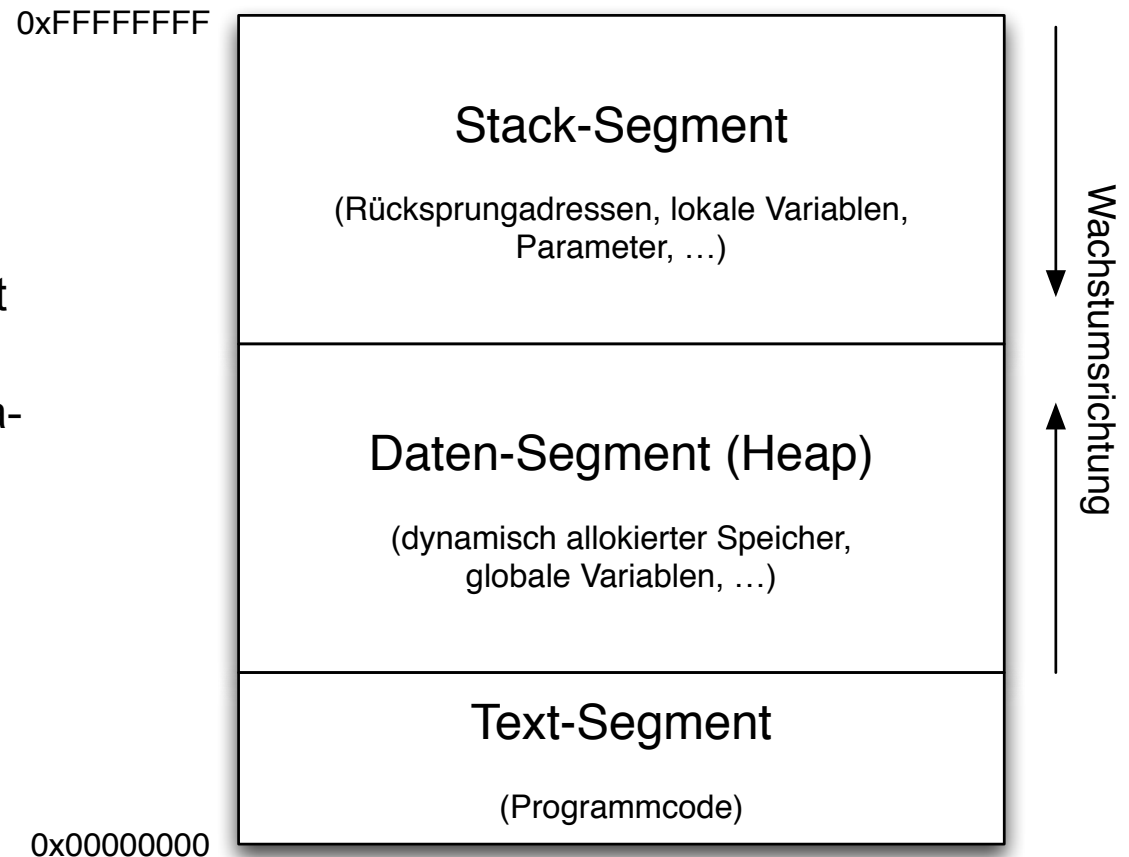 0xFFFFFFFF
Stack-Segment
(Rücksprungadressen, lokale Variablen,
Parameter, …)
t
a-
Daten-Segment (Heap)
(dynamisch allokierter Speicher,
globale Variablen, …)
Wachstumsrichtung
Text-Segment
(Programmcode)
0x00000000